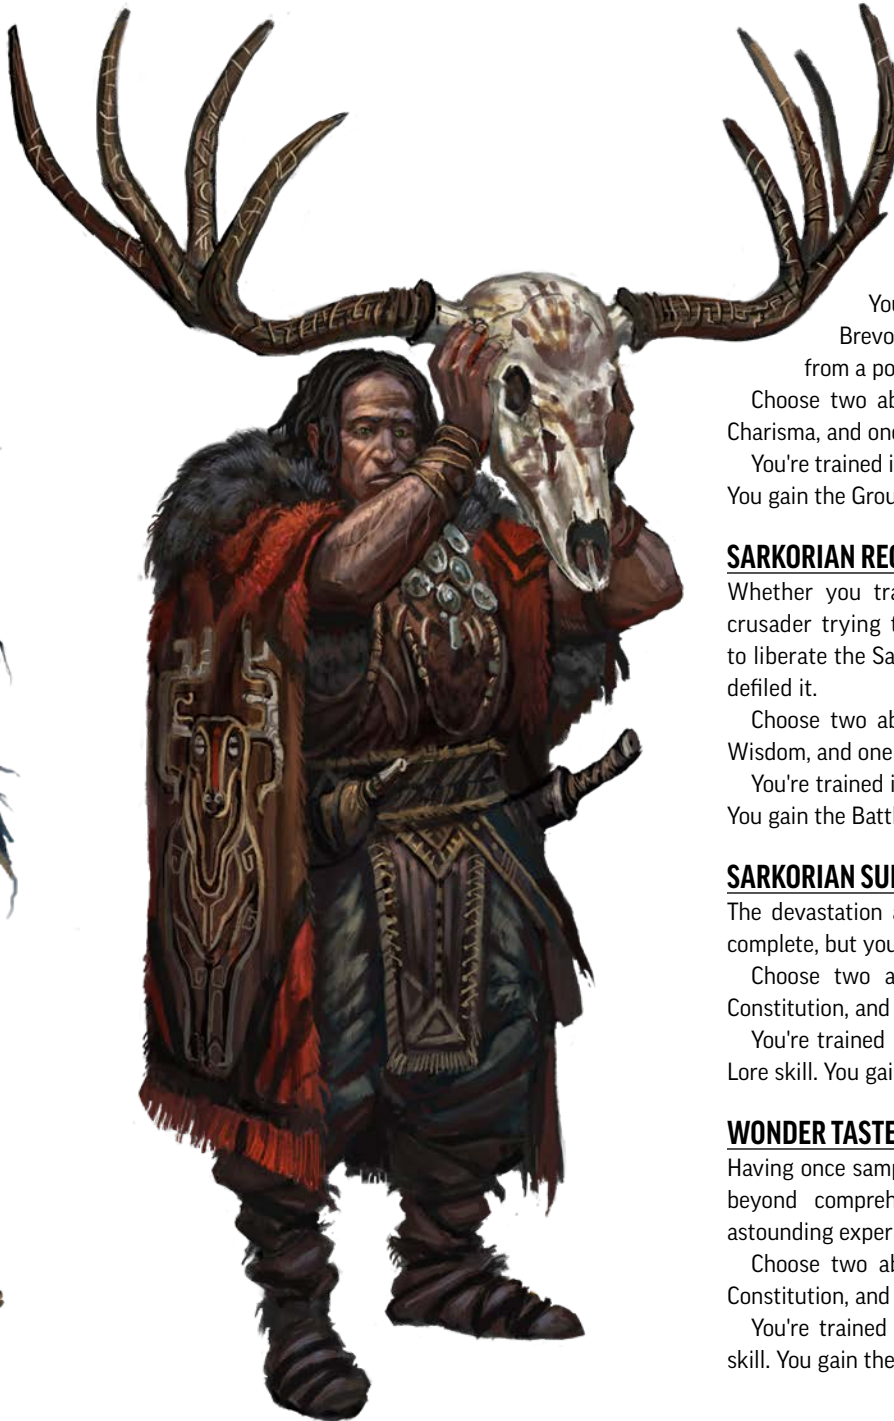 You
Brevo
from a po
Choose two ab
Charisma, and one
You're trained i
You gain the Grou
SARKORIAN REC
Whether you tra
crusader trying t
to liberate the Sa
defiled it.
Choose two ab
Wisdom, and one
You're trained i
You gain the Battl
SARKORIAN SU
The devastation a
complete, but you
Choose two a
Constitution, and
You're trained
Lore skill. You gai
WONDER TASTE
Having once samp
beyond compreh
astounding exper
Choose two ab
Constitution, and
You're trained
skill. You gain the